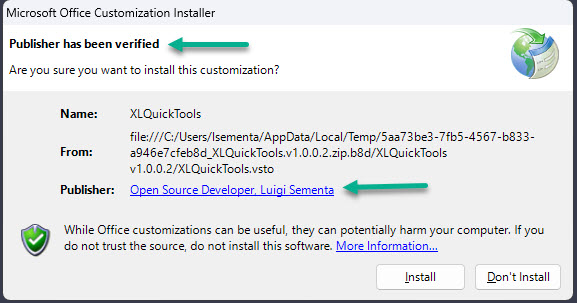 Microsoft Office Customization Installer
Publisher has been verified
Are you sure you want to install this customization?
Name: XLQuickTools
From: file:///C:/Users/lsementa/AppData/Local/Temp/5aa73be3-7fb5-4567-b833-
a946e7cfeb8d_XLQuickTools.v1.0.0.2.zip.b8d/XLQuickTools
v1.0.0.2/XLQuickTools.vsto
Publisher: Open Source Developer, Luigi Sementa
While Office customizations can be useful, they can potentially harm your computer. If you
do not trust the source, do not install this software. More Information...
Install
Don't Install